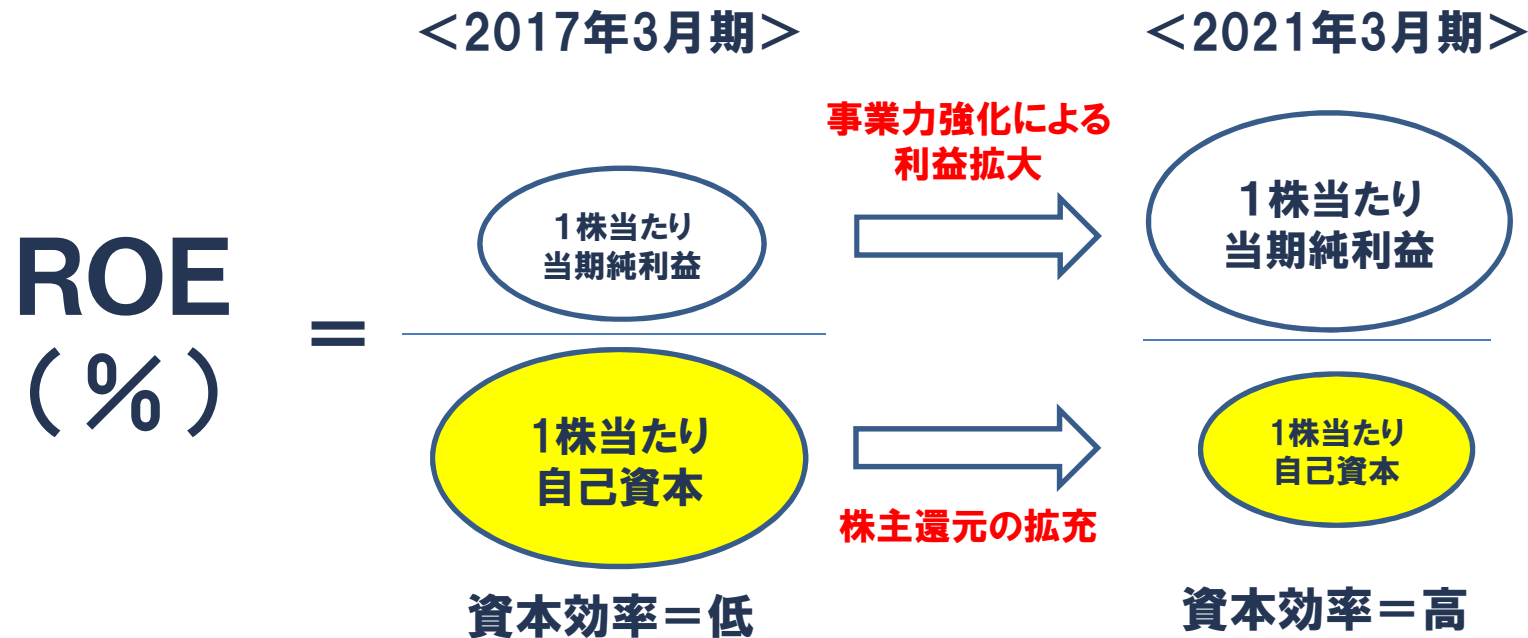 ＜2017年3月期＞
＜2021年3月期＞
ROE
（％）
＝
1株当たり
当期純利益
1株当たり
自己資本
資本効率＝低
事業力強化による
利益拡大
株主還元の拡充
1株当たり
当期純利益
1株当たり
自己資本
資本効率＝高